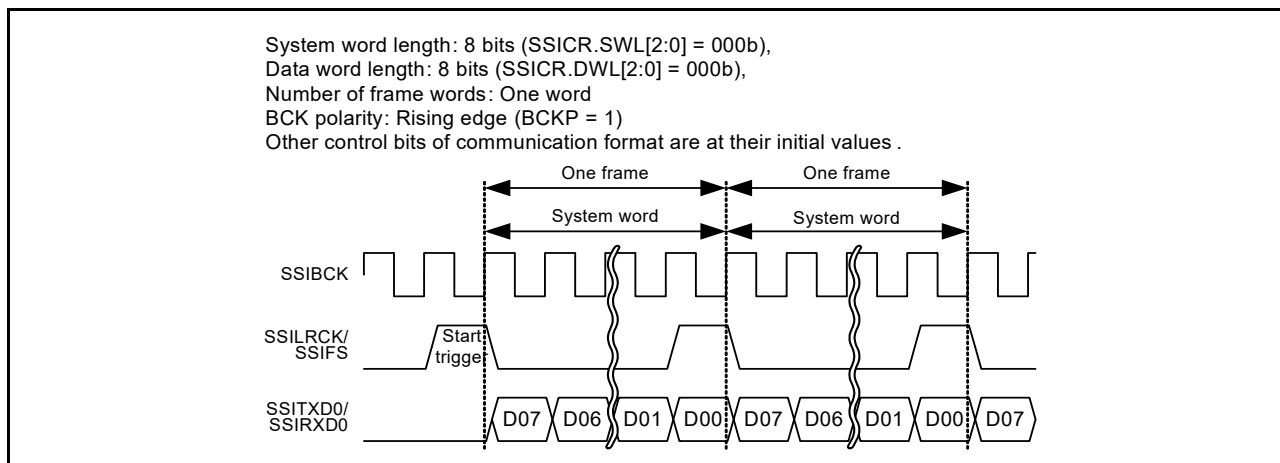 System word length: 8 bits (SSICR.SWL[2:0] = 000b),
Data word length: 8 bits (SSICR.DWL[2:0] = 000b),
Number of frame words: One word
BCK polarity: Rising edge (BCKP = 1)
Other control bits of communication format are at their initial values .
One frame One frame
System word System word
SSIBCK
SSILRCK/
SSIFS
Start
trigger
SSITXD0/
SSIRXD0
D07 D06 D01 D00 D07 D06 D01 D00 D07